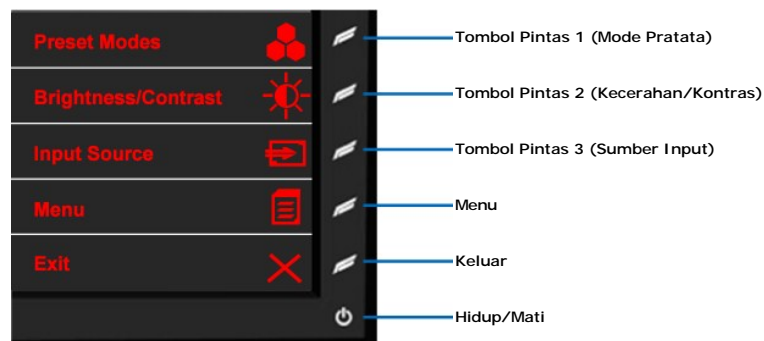 Preset Modes
Tombol Pintas 1 (Mode Pratata)
Brightness/Contrast
Tombol Pintas 2 (Kecerahan/Kontras)
Input Source
Tombol Pintas 3 (Sumber Input)
Menu
Menu
Exit
Keluar
Hidup/Mati